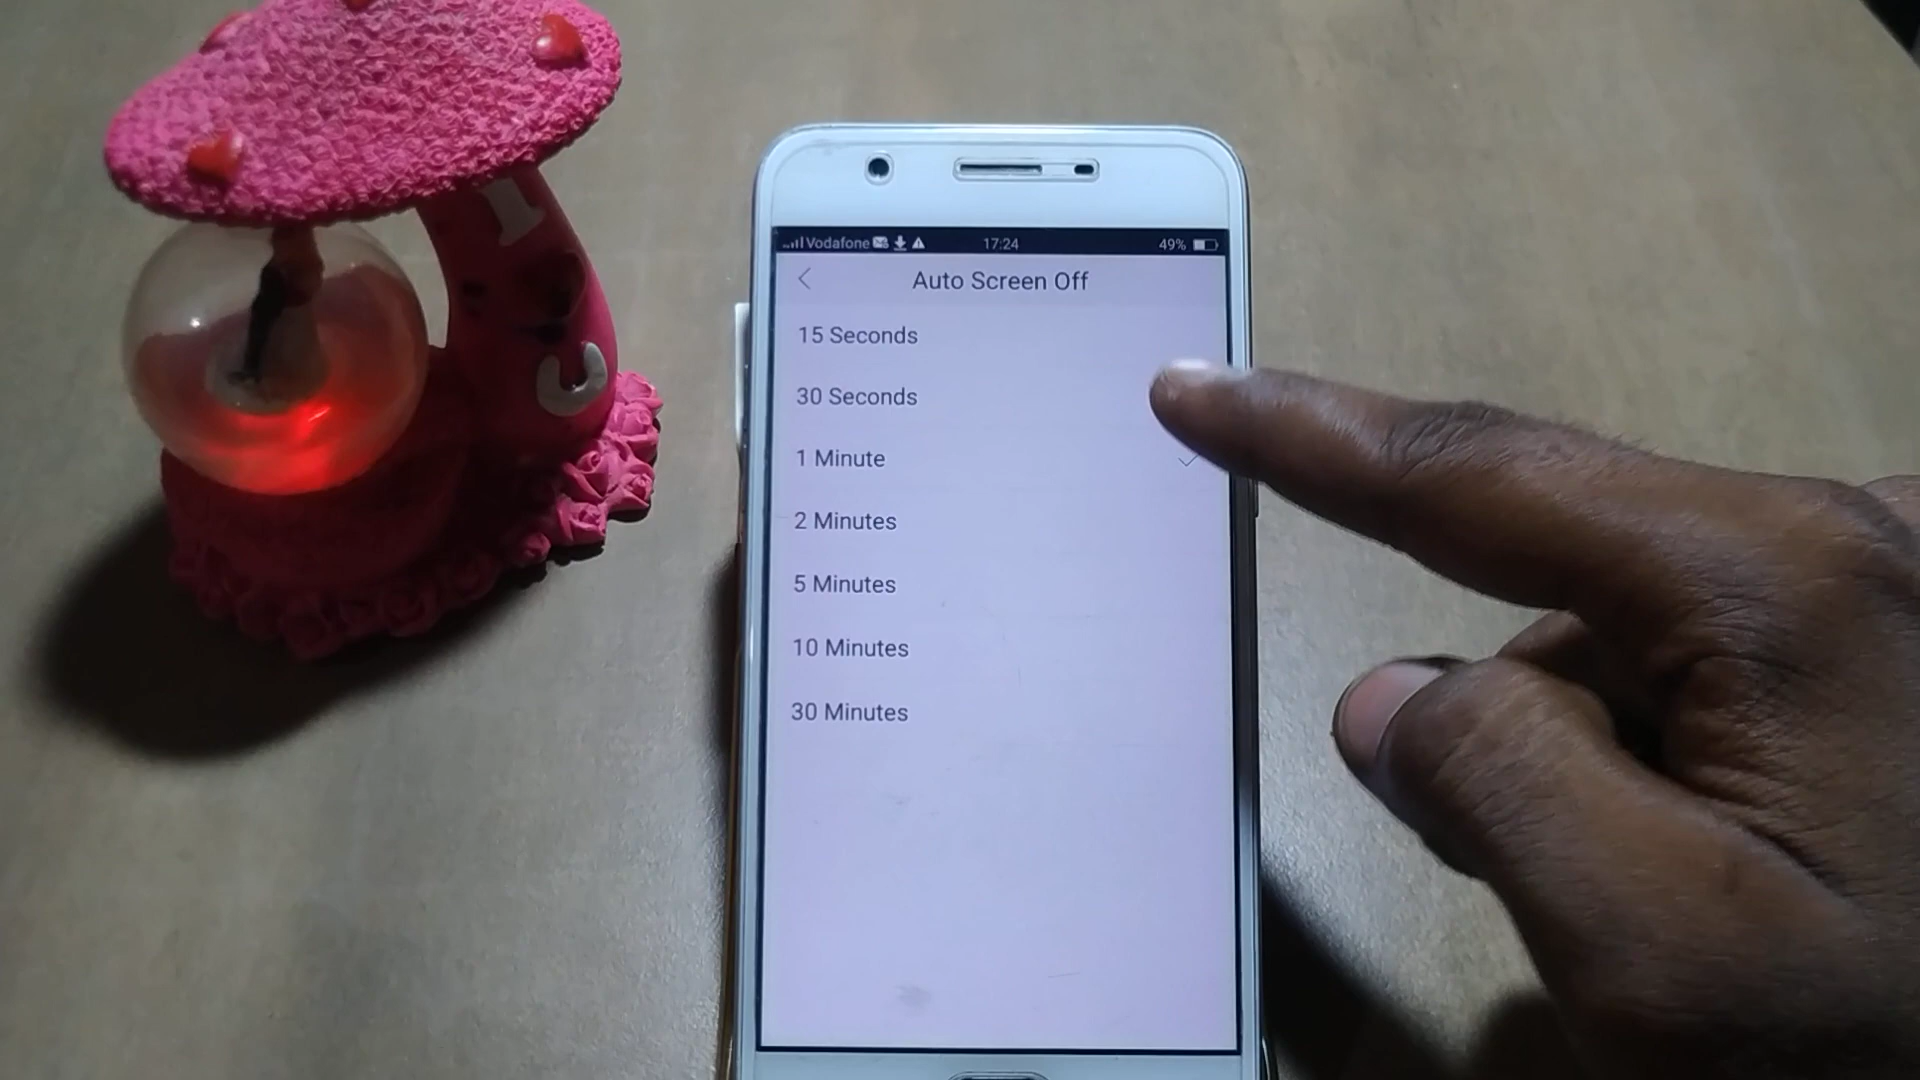 Vodafone 17:24 49%
Auto Screen Off
15 Seconds
30 Seconds
1 Minute
2 Minutes
5 Minutes
10 Minutes
30 Minutes